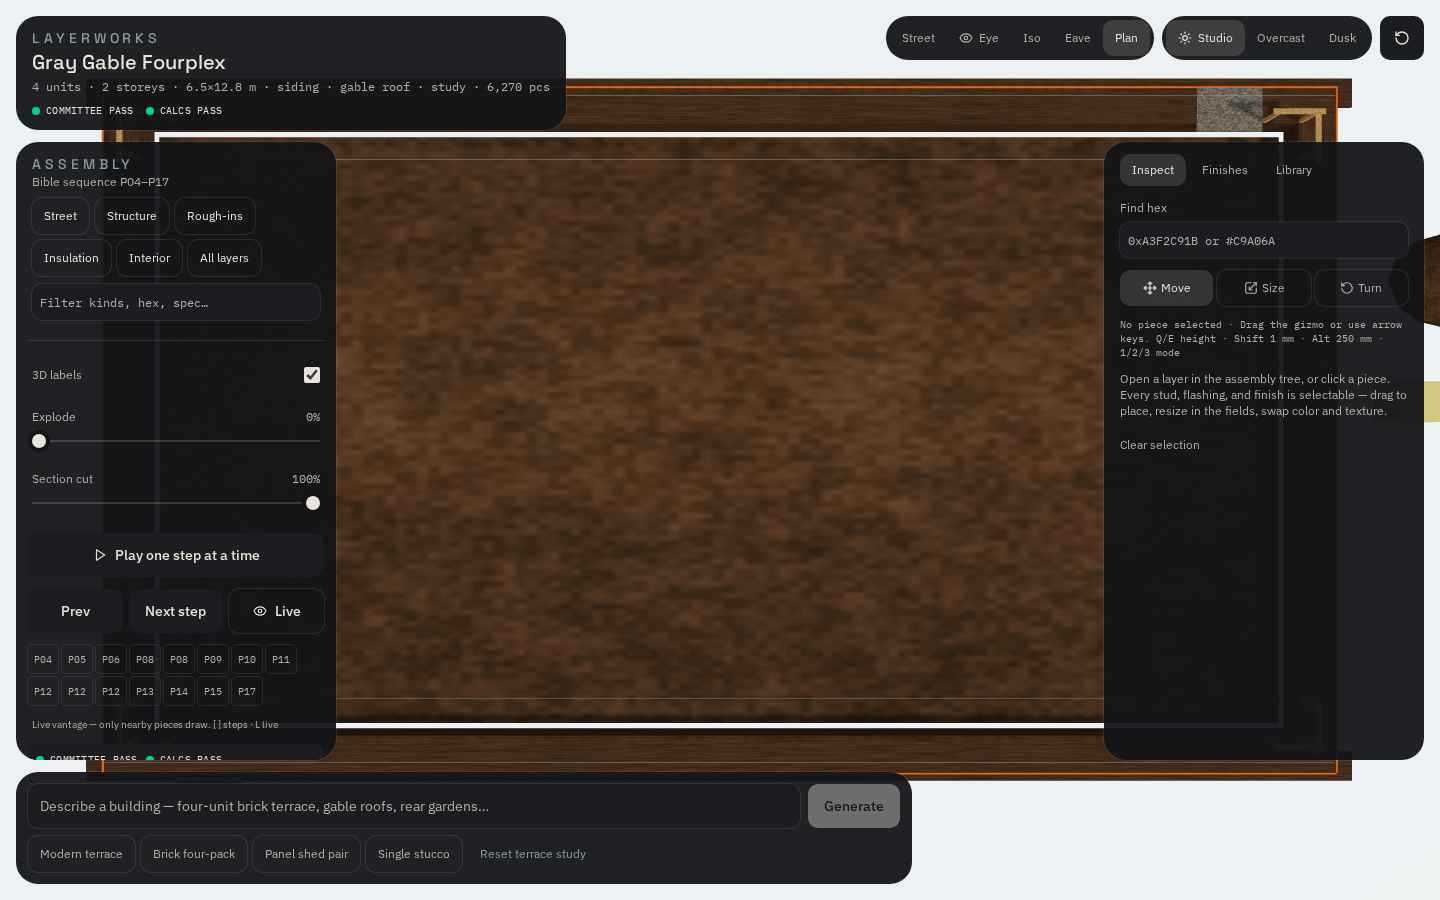 LAYERWORKS
Gray Gable Fourplex
4 units · 2 storeys · 6.5×12.8 m · siding · gable roof · study · 6,270 pcs
COMMITTEE PASS CALCS PASS
Street Eye Iso Eave Plan Studio Overcast Dusk
ASSEMBLY
Bible sequence P04–P17
Street Structure Rough-ins
Insulation Interior All layers
Filter kinds, hex, spec…
3D labels
Explode 0%
Section cut 100%
Play one step at a time
Prev Next step Live
P04 P05 P06 P08 P08 P09 P10 P11
P12 P12 P12 P13 P14 P15 P17
Live vantage — only nearby pieces draw. [ ] steps · L live
COMMITTEE PASS CALCS PASS
Inspect Finishes Library
Find hex
0xA3F2C91B or #C9A06A
Move Size Turn
No piece selected · Drag the gizmo or use arrow
keys. Q/E height · Shift 1 mm · Alt 250 mm ·
1/2/3 mode
Open a layer in the assembly tree, or click a piece.
Every stud, flashing, and finish is selectable — drag to
place, resize in the fields, swap color and texture.
Clear selection
Describe a building — four-unit brick terrace, gable roofs, rear gardens…
Generate
Modern terrace Brick four-pack Panel shed pair Single stucco Reset terrace study